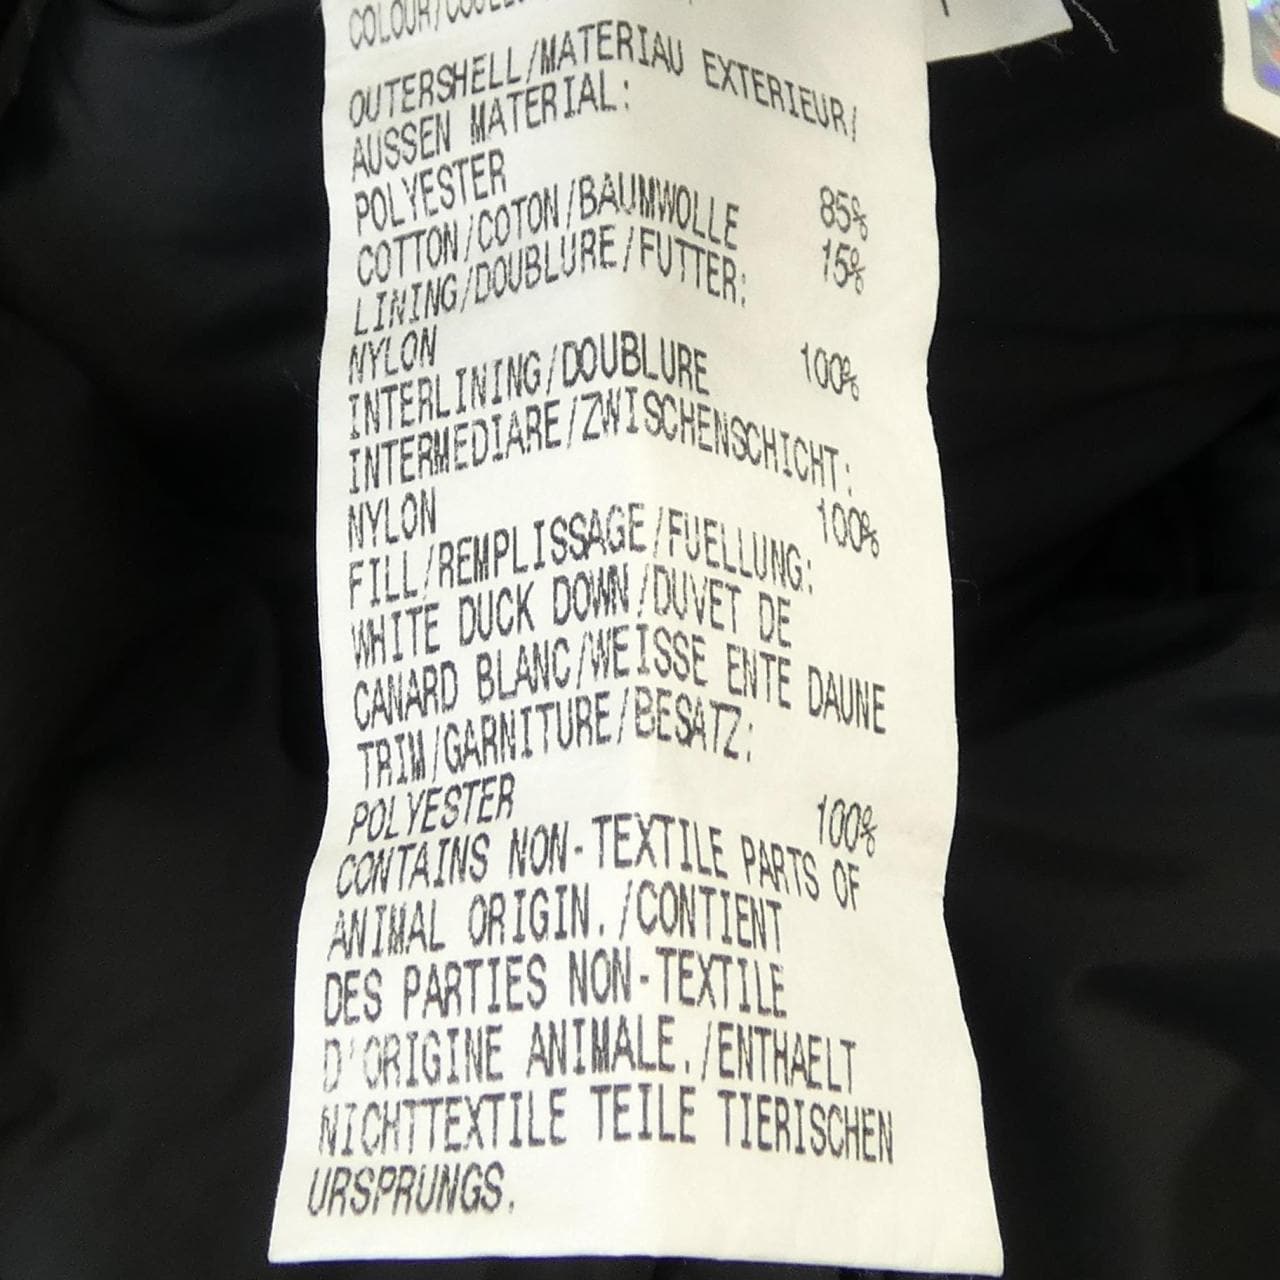 OUTERSHELL/MATERIAU EXTERIEUR/
AUSSEN MATERIAL:
POLYESTER 85%
COTTON/COTON/BAUMWOLLE 15%
LINING/DOUBLURE/FUTTER:
NYLON 100%
INTERLINING/DOUBLURE
INTERMEDIARE/ZWISCHENSCHICHT:
NYLON 100%
FILL/REMPLISSAGE/FUELLUNG:
WHITE DUCK DOWN/DUVET DE
CANARD BLANC/WEISSE ENTE DAUNE
TRIM/GARNITURE/BESATZ:
POLYESTER 100%
CONTAINS NON-TEXTILE PARTS OF
ANIMAL ORIGIN./CONTIENT
DES PARTIES NON-TEXTILE
D'ORIGINE ANIMALE./ENTHAELT
NICHTTEXTILE TEILE TIERISCHEN
URSPRUNGS.